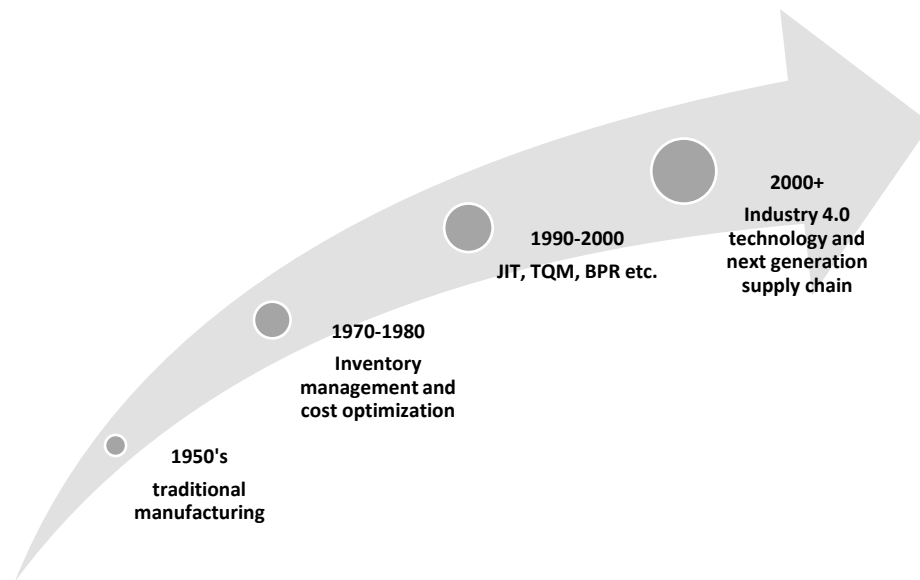 1950's
traditional
manufacturing
1970-1980
Inventory
management and
cost optimization
1990-2000
JIT, TQM, BPR etc.
2000+
Industry 4.0
technology and
next generation
supply chain